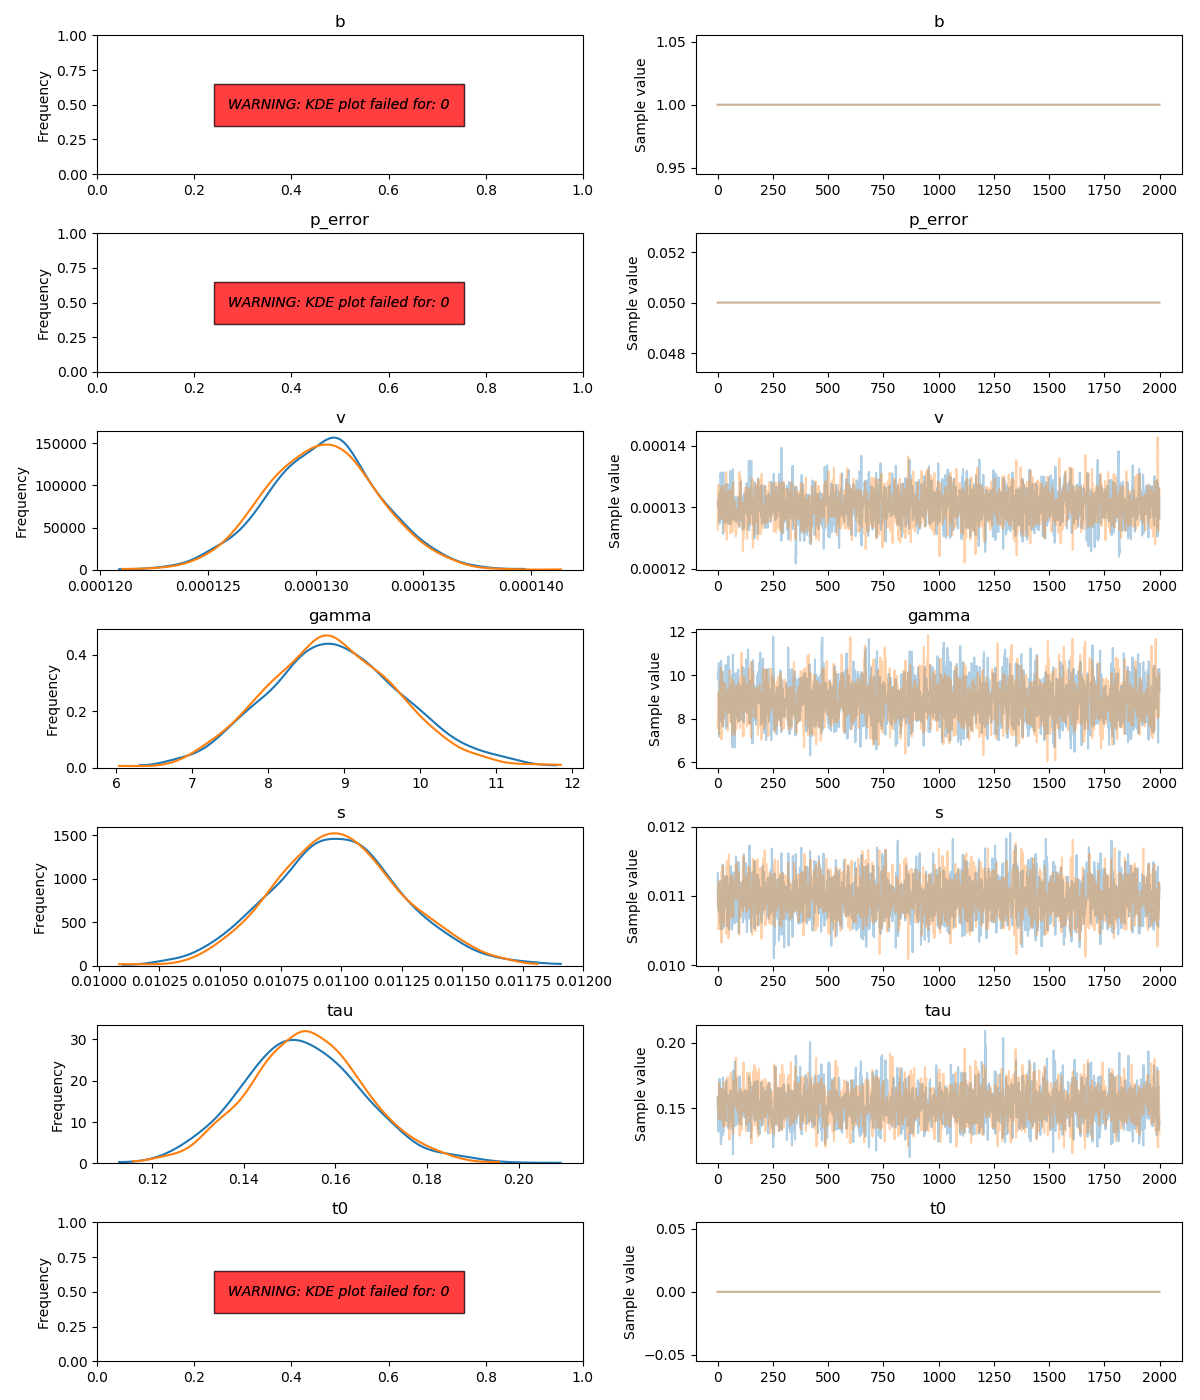 b
1.00
0.75
0.50
0.25
0.00
Frequency
WARNING: KDE plot failed for: 0
0.0 0.2 0.4 0.6 0.8 1.0
b
1.05
1.00
0.95
Sample value
0 250 500 750 1000 1250 1500 1750 2000
p_error
1.00
0.75
0.50
0.25
0.00
Frequency
WARNING: KDE plot failed for: 0
0.0 0.2 0.4 0.6 0.8 1.0
p_error
0.052
0.050
0.048
Sample value
0 250 500 750 1000 1250 1500 1750 2000
v
150000
100000
50000
0
Frequency
0.000120 0.000125 0.000130 0.000135 0.000140
v
0.00014
0.00013
0.00012
Sample value
0 250 500 750 1000 1250 1500 1750 2000
gamma
0.4
0.2
0.0
Frequency
6 7 8 9 10 11 12
gamma
12
10
8
6
Sample value
0 250 500 750 1000 1250 1500 1750 2000
s
1500
1000
500
0
Frequency
0.01000 0.01025 0.01050 0.01075 0.01100 0.01125 0.01150 0.01175 0.01200
s
0.012
0.011
0.010
Sample value
0 250 500 750 1000 1250 1500 1750 2000
tau
30
20
10
0
Frequency
0.12 0.14 0.16 0.18 0.20
tau
0.20
0.15
Sample value
0 250 500 750 1000 1250 1500 1750 2000
t0
1.00
0.75
0.50
0.25
0.00
Frequency
WARNING: KDE plot failed for: 0
0.0 0.2 0.4 0.6 0.8 1.0
t0
0.05
0.00
−0.05
Sample value
0 250 500 750 1000 1250 1500 1750 2000